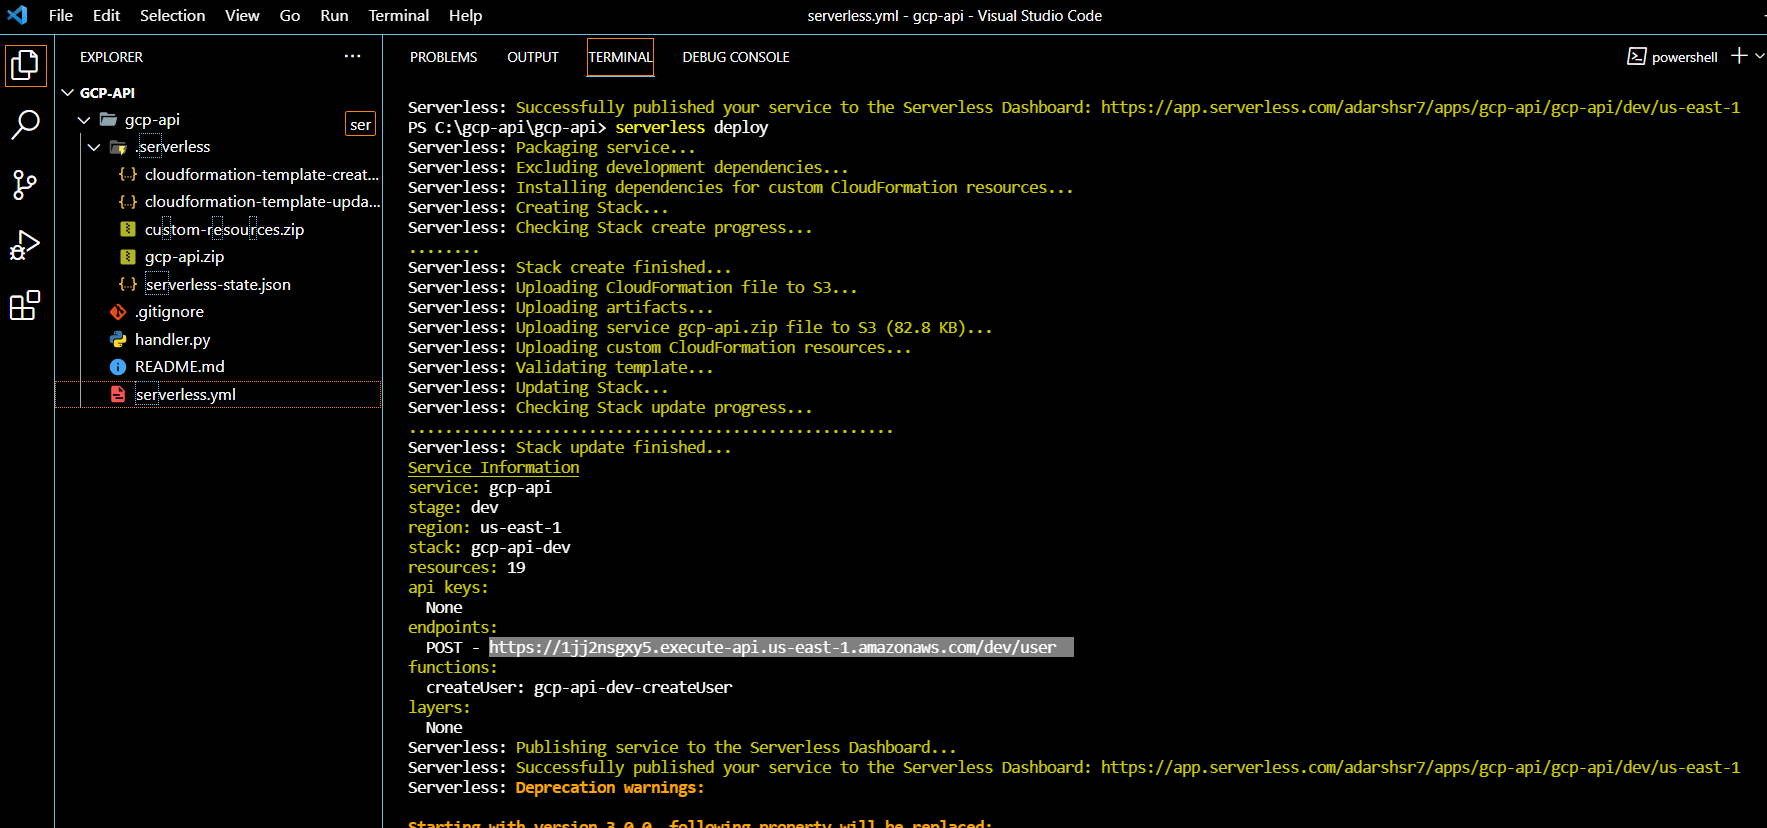 File Edit Selection View Go Run Terminal Help
serverless.yml - gcp-api - Visual Studio Code
EXPLORER
GCP-API
gcp-api
ser
.serverless
cloudformation-template-creat...
cloudformation-template-upda...
custom-resources.zip
gcp-api.zip
serverless-state.json
.gitignore
handler.py
README.md
serverless.yml
PROBLEMS OUTPUT TERMINAL DEBUG CONSOLE
powershell
Serverless: Successfully published your service to the Serverless Dashboard: https://app.serverless.com/adarshsr7/apps/gcp-api/gcp-api/dev/us-east-1
PS C:\gcp-api\gcp-api> serverless deploy
Serverless: Packaging service...
Serverless: Excluding development dependencies...
Serverless: Installing dependencies for custom CloudFormation resources...
Serverless: Creating Stack...
Serverless: Checking Stack create progress...
........
Serverless: Stack create finished...
Serverless: Uploading CloudFormation file to S3...
Serverless: Uploading artifacts...
Serverless: Uploading service gcp-api.zip file to S3 (82.8 KB)...
Serverless: Uploading custom CloudFormation resources...
Serverless: Validating template...
Serverless: Updating Stack...
Serverless: Checking Stack update progress...
......................................................
Serverless: Stack update finished...
Service Information
service: gcp-api
stage: dev
region: us-east-1
stack: gcp-api-dev
resources: 19
api keys:
None
endpoints:
POST - https://1jj2nsgxy5.execute-api.us-east-1.amazonaws.com/dev/user
functions:
createUser: gcp-api-dev-createUser
layers:
None
Serverless: Publishing service to the Serverless Dashboard...
Serverless: Successfully published your service to the Serverless Dashboard: https://app.serverless.com/adarshsr7/apps/gcp-api/gcp-api/dev/us-east-1
Serverless: Deprecation warnings:
Starting with version 3.0.0, following property will be replaced: